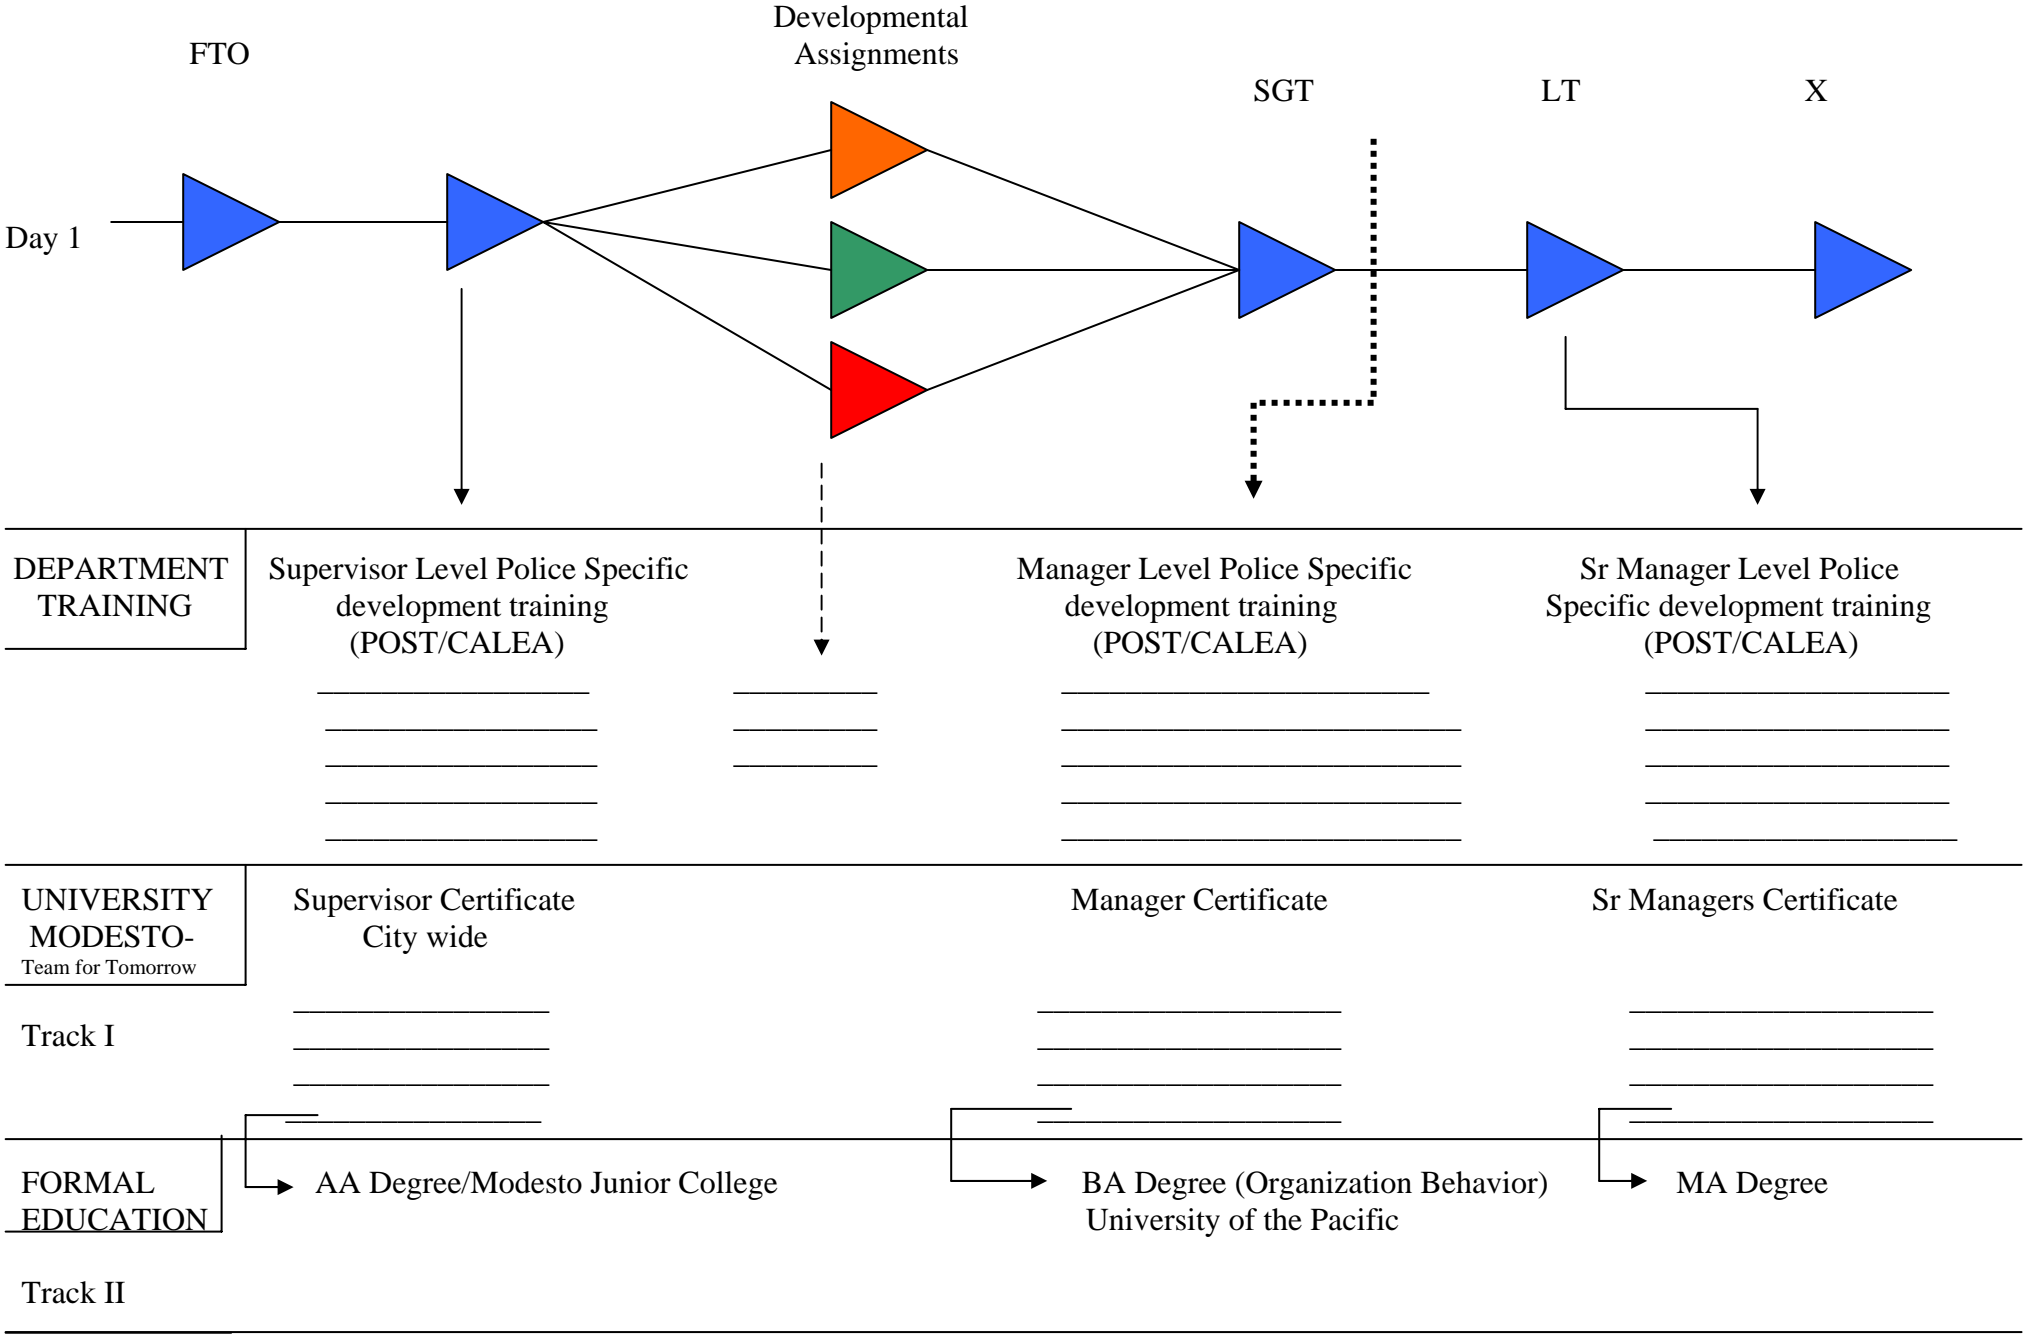 Developmental
Assignments
FTO
SGT
LT
X
Day 1
DEPARTMENT
TRAINING
Supervisor Level Police Specific
development training
(POST/CALEA)
Manager Level Police Specific
development training
(POST/CALEA)
Sr Manager Level Police
Specific development training
(POST/CALEA)
UNIVERSITY
MODESTO-
Team for Tomorrow
Supervisor Certificate
City wide
Manager Certificate
Sr Managers Certificate
Track I
FORMAL
EDUCATION
AA Degree/Modesto Junior College
BA Degree (Organization Behavior)
University of the Pacific
MA Degree
Track II